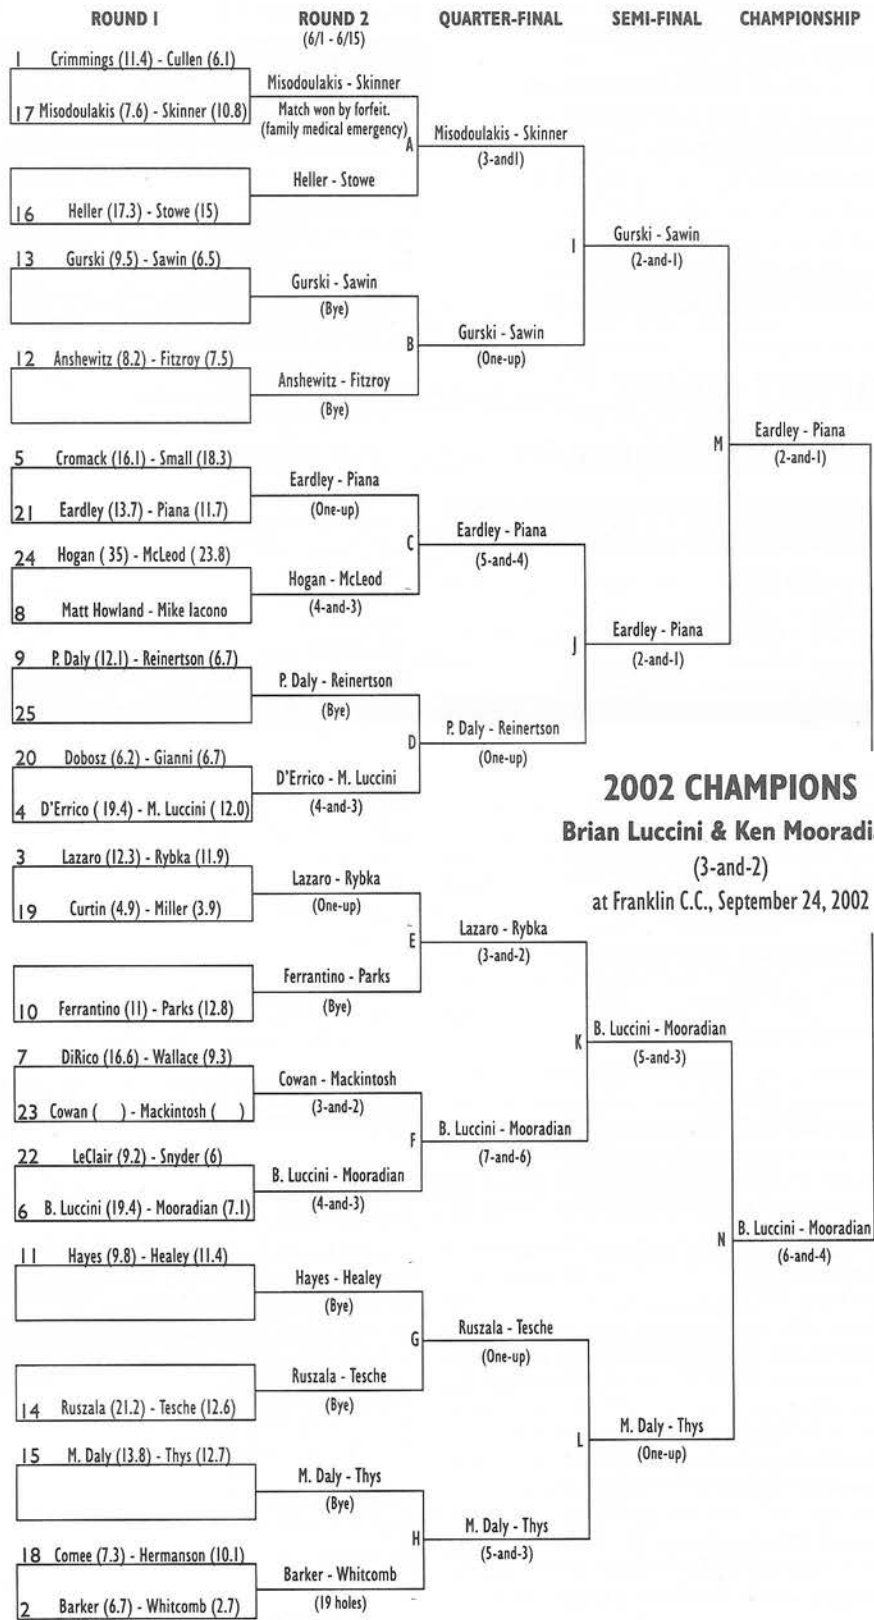 ROUND 1
1 Crimmings (11.4) - Cullen (6.1)
17 Misodoulakis (7.6) - Skinner (10.8)
16 Heller (17.3) - Stowe (15)
13 Gurski (9.5) - Sawin (6.5)
12 Anshewitz (8.2) - Fitzroy (7.5)
5 Cromack (16.1) - Small (18.3)
21 Eardley (13.7) - Piana (11.7)
24 Hogan ( 35) - McLeod ( 23.8)
8 Matt Howland - Mike Iacono
9 P. Daly (12.1) - Reinertson (6.7)
25
20 Dobosz (6.2) - Gianni (6.7)
4 D'Errico ( 19.4) - M. Luccini ( 12.0)
3 Lazaro (12.3) - Rybka (11.9)
19 Curtin (4.9) - Miller (3.9)
10 Ferrantino (11) - Parks (12.8)
7 DiRico (16.6) - Wallace (9.3)
23 Cowan ( ) - Mackintosh ( )
22 LeClair (9.2) - Snyder (6)
6 B. Luccini (19.4) - Mooradian (7.1)
11 Hayes (9.8) - Healey (11.4)
14 Ruszala (21.2) - Tesche (12.6)
15 M. Daly (13.8) - Thys (12.7)
18 Comee (7.3) - Hermanson (10.1)
2 Barker (6.7) - Whitcomb (2.7)
ROUND 2
(6/1 - 6/15)
Misodoulakis - Skinner
Match won by forfeit.
(family medical emergency)
A
Heller - Stowe
Gurski - Sawin
(Bye)
B
Anshewitz - Fitzroy
(Bye)
Eardley - Piana
(One-up)
C
Hogan - McLeod
(4-and-3)
P. Daly - Reinertson
(Bye)
D
D'Errico - M. Luccini
(4-and-3)
Lazaro - Rybka
(One-up)
E
Ferrantino - Parks
(Bye)
Cowan - Mackintosh
(3-and-2)
F
B. Luccini - Mooradian
(4-and-3)
Hayes - Healey
(Bye)
G
Ruszala - Tesche
(Bye)
M. Daly - Thys
(Bye)
H
Barker - Whitcomb
(19 holes)
QUARTER-FINAL
Misodoulakis - Skinner
(3-and1)
I
Gurski - Sawin
(One-up)
Eardley - Piana
(5-and-4)
J
P. Daly - Reinertson
(One-up)
Lazaro - Rybka
(3-and-2)
K
B. Luccini - Mooradian
(7-and-6)
Ruszala - Tesche
(One-up)
L
M. Daly - Thys
(5-and-3)
SEMI-FINAL
Gurski - Sawin
(2-and-1)
M
Eardley - Piana
(2-and-1)
B. Luccini - Mooradian
(5-and-3)
N
M. Daly - Thys
(One-up)
CHAMPIONSHIP
Eardley - Piana
(2-and-1)
2002 CHAMPIONS
Brian Luccini & Ken Mooradi
(3-and-2)
at Franklin C.C., September 24, 2002
B. Luccini - Mooradian
(6-and-4)